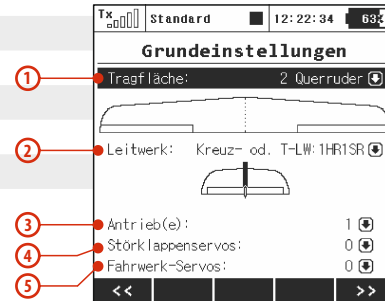 Tx Standard 12:22:34 63%
Grundeinstellungen
1 Tragfläche: 2 Querruder
2 Leitwerk: Kreuz- od. T-LW:1HR1SR
3 Antrieb(e): 1
4 Störklappenservos: 0
5 Fahrwerk-Servos: 0
<< >>